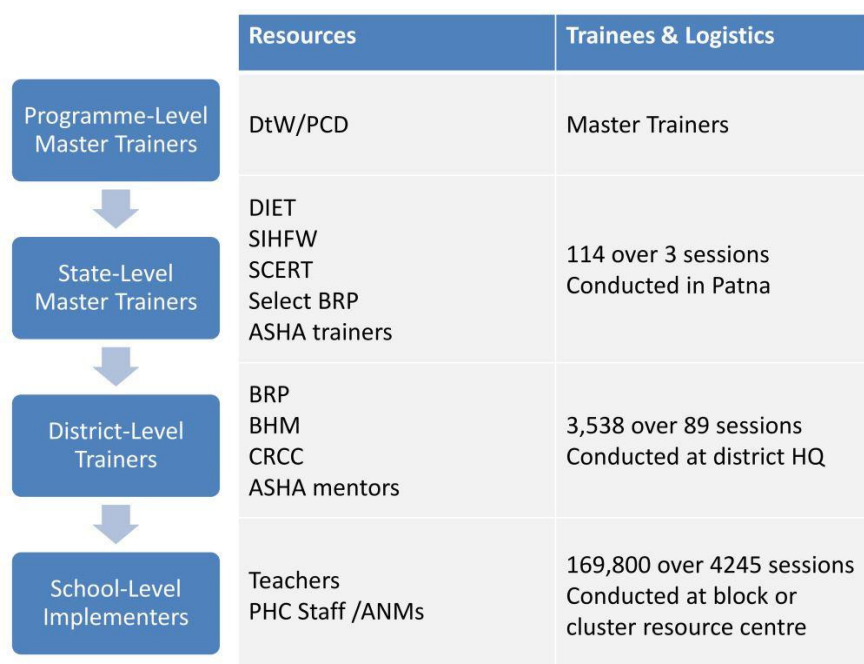 Resources
Trainees & Logistics
Programme-Level
Master Trainers
DtW/PCD
Master Trainers
State-Level
Master Trainers
DIET
SIHFW
SCERT
Select BRP
ASHA trainers
114 over 3 sessions
Conducted in Patna
District-Level
Trainers
BRP
BHM
CRCC
ASHA mentors
3,538 over 89 sessions
Conducted at district HQ
School-Level
Implementers
Teachers
PHC Staff /ANMs
169,800 over 4245 sessions
Conducted at block or
cluster resource centre